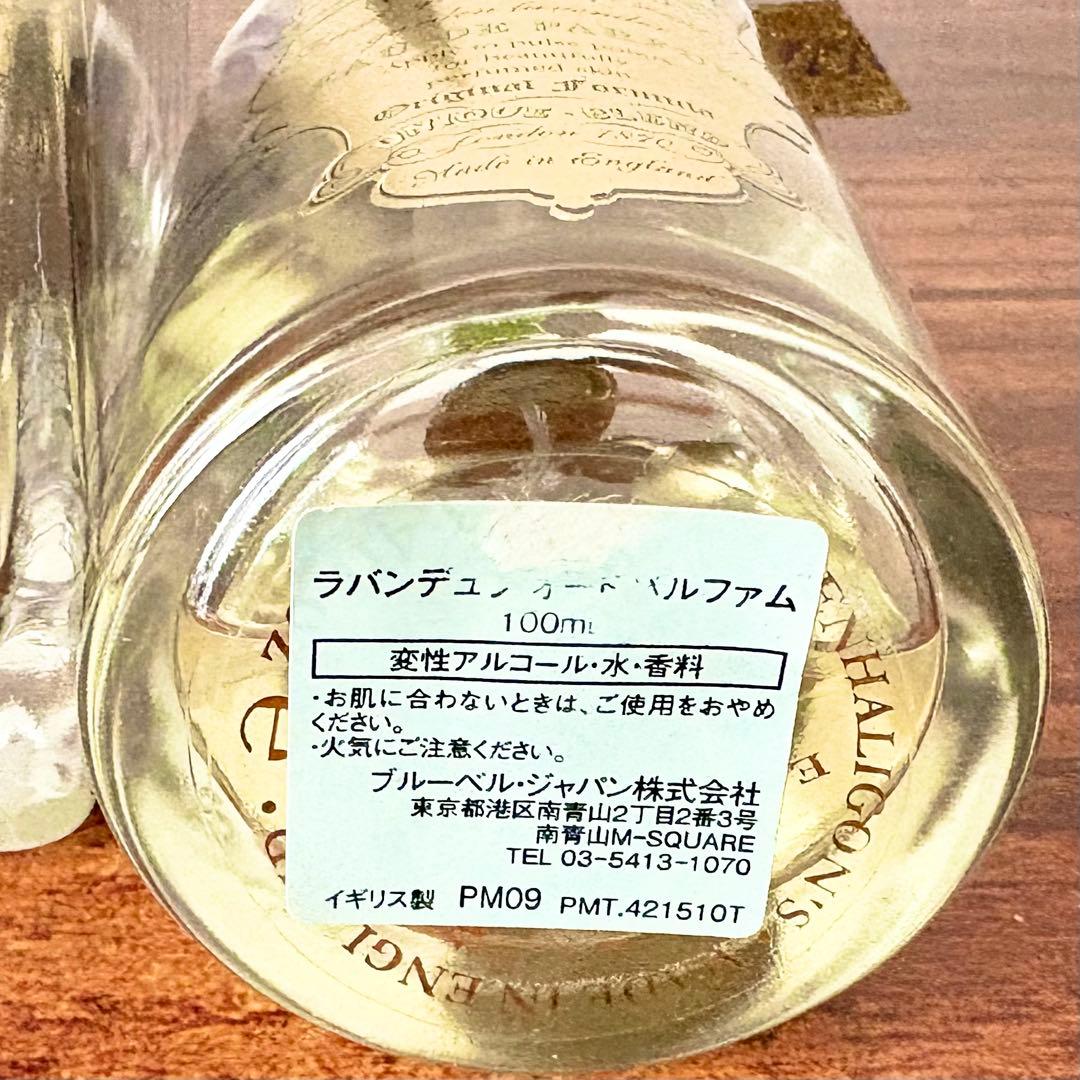 London 1870
Made in England
ラバンデュラ オードパルファム
100ml
変性アルコール・水・香料
・お肌に合わないときは、ご使用をおやめ
ください。
・火気にご注意ください。
ブルーベル・ジャパン株式会社
東京都港区南青山2丁目2番3号
南青山M-SQUARE
TEL 03-5413-1070
イギリス製 PM09 PMT.421510T
ENHALIGON'S
MADE IN ENGL